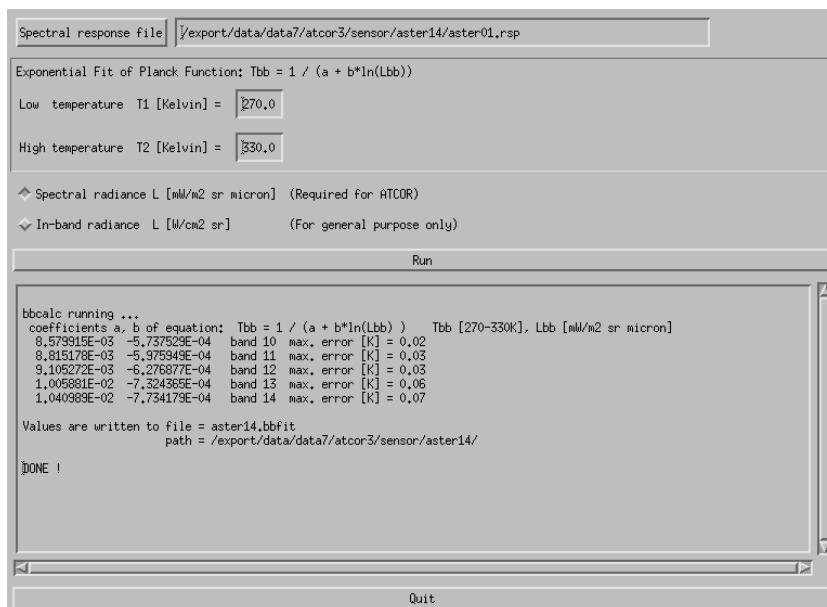 Spectral response file /export/data/data7/atcor3/sensor/aster14/aster01.rsp
Exponential Fit of Planck Function: Tbb = 1 / (a + b*ln(Lbb))
Low temperature T1 [Kelvin] = 270.0
High temperature T2 [Kelvin] = 330.0
Spectral radiance L [mW/m2 sr micron] (Required for ATCOR)
In-band radiance L [W/cm2 sr] (For general purpose only)
Run
bbcalc running ...
coefficients a, b of equation: Tbb = 1 / (a + b*ln(Lbb) ) Tbb [270-330K], Lbb [mW/m2 sr micron]
8.579915E-03 -5.737529E-04 band 10 max. error [K] = 0.02
8.815178E-03 -5.975949E-04 band 11 max. error [K] = 0.03
9.105272E-03 -6.276877E-04 band 12 max. error [K] = 0.03
1.005881E-02 -7.324365E-04 band 13 max. error [K] = 0.06
1.040989E-02 -7.734179E-04 band 14 max. error [K] = 0.07
Values are written to file = aster14.bbfit
path = /export/data/data7/atcor3/sensor/aster14/
DONE !
Quit